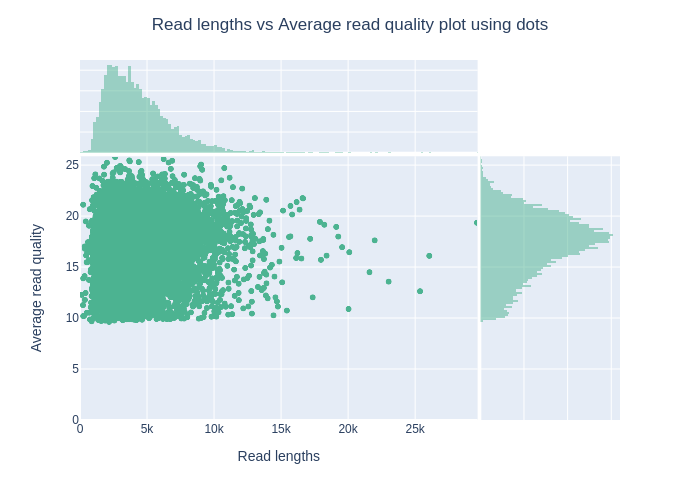 Read lengths vs Average read quality plot using dots
25
20
15
10
5
0
Average read quality
0
5k
10k
15k
20k
25k
Read lengths